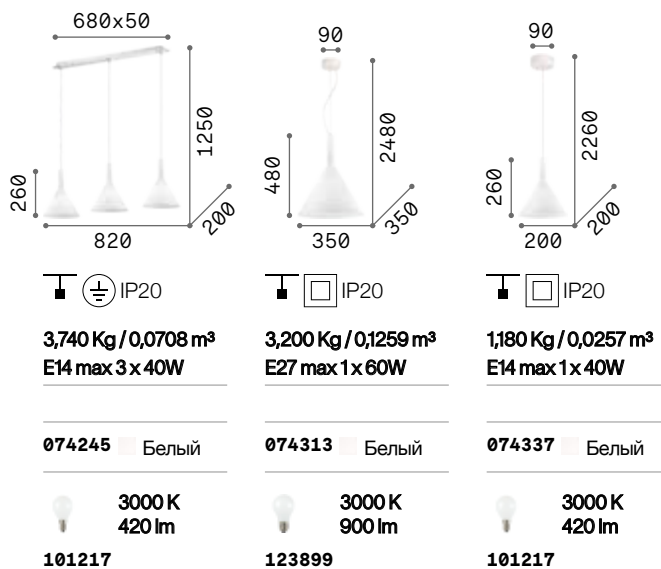 680x50
1250
260
820
200
IP20
3,740 Kg / 0,0708 m³
E14 max 3 x 40W
074245 Белый
3000 K
420 lm
101217
90
2480
480
350
350
IP20
3,200 Kg / 0,1259 m³
E27 max 1 x 60W
074313 Белый
3000 K
900 lm
123899
90
2260
260
200
200
IP20
1,180 Kg / 0,0257 m³
E14 max 1 x 40W
074337 Белый
3000 K
420 lm
101217